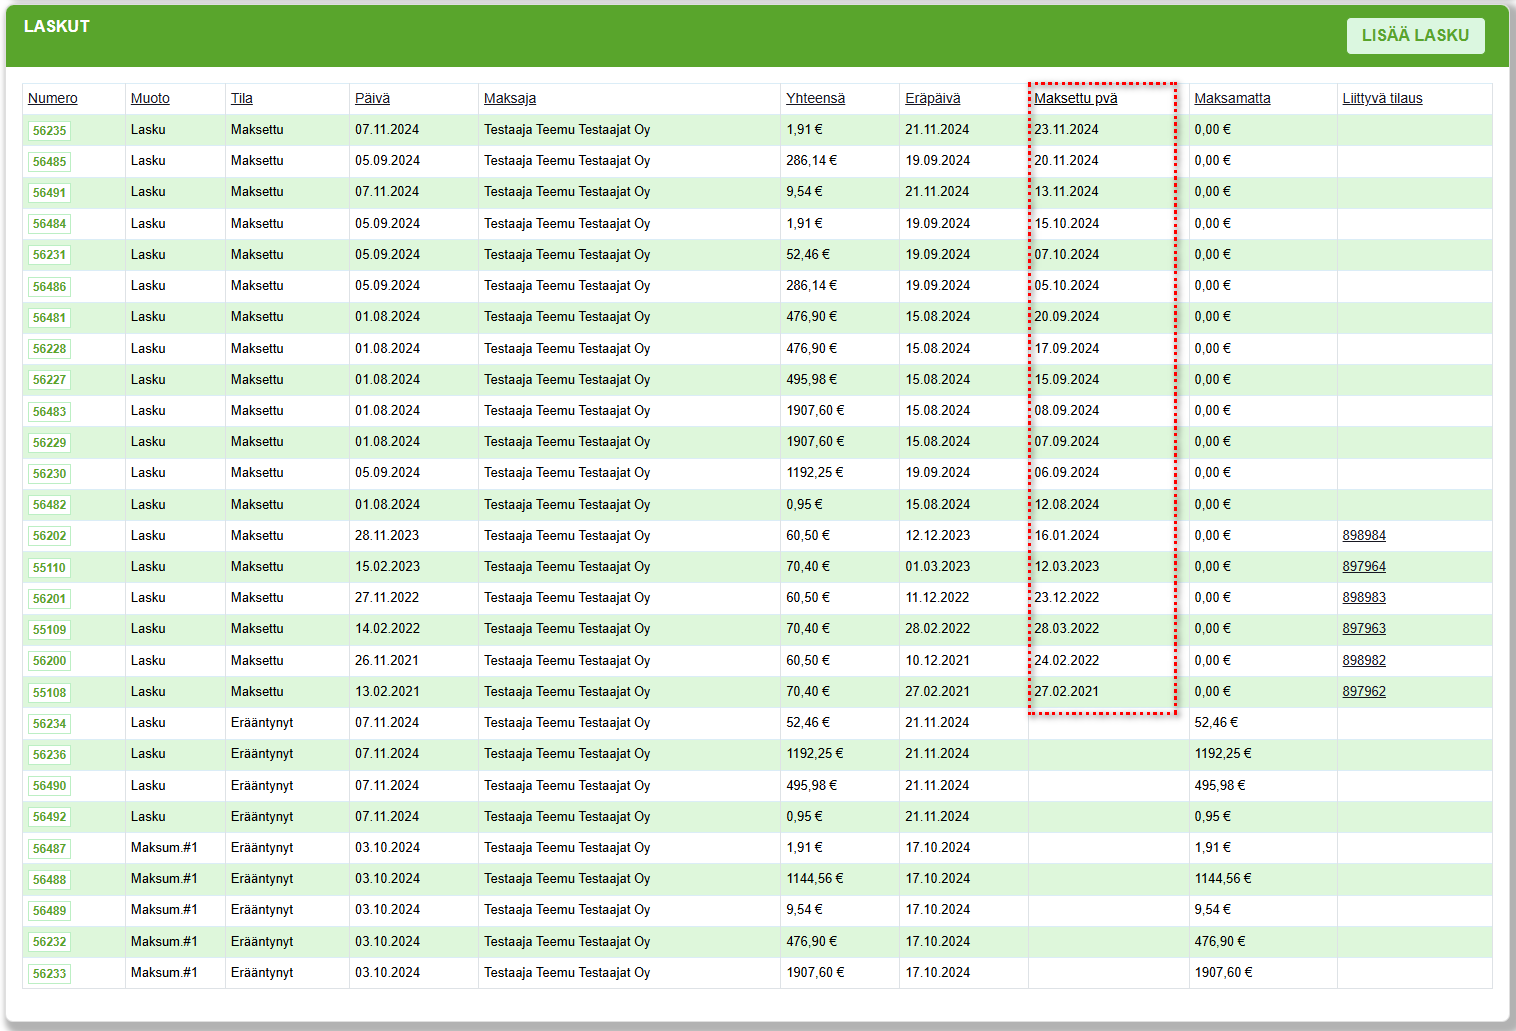 LASKUT
LISÄÄ LASKU
Numero Muoto Tila Päivä Maksaja Yhteensä Eräpäivä Maksettu pvä Maksamatta Liittyvä tilaus
56235 Lasku Maksettu 07.11.2024 Testaaja Teemu Testaajat Oy 1,91 € 21.11.2024 23.11.2024 0,00 €
56485 Lasku Maksettu 05.09.2024 Testaaja Teemu Testaajat Oy 286,14 € 19.09.2024 20.11.2024 0,00 €
56491 Lasku Maksettu 07.11.2024 Testaaja Teemu Testaajat Oy 9,54 € 21.11.2024 13.11.2024 0,00 €
56484 Lasku Maksettu 05.09.2024 Testaaja Teemu Testaajat Oy 1,91 € 19.09.2024 15.10.2024 0,00 €
56231 Lasku Maksettu 05.09.2024 Testaaja Teemu Testaajat Oy 52,46 € 19.09.2024 07.10.2024 0,00 €
56486 Lasku Maksettu 05.09.2024 Testaaja Teemu Testaajat Oy 286,14 € 19.09.2024 05.10.2024 0,00 €
56481 Lasku Maksettu 01.08.2024 Testaaja Teemu Testaajat Oy 476,90 € 15.08.2024 20.09.2024 0,00 €
56228 Lasku Maksettu 01.08.2024 Testaaja Teemu Testaajat Oy 476,90 € 15.08.2024 17.09.2024 0,00 €
56227 Lasku Maksettu 01.08.2024 Testaaja Teemu Testaajat Oy 495,98 € 15.08.2024 15.09.2024 0,00 €
56483 Lasku Maksettu 01.08.2024 Testaaja Teemu Testaajat Oy 1907,60 € 15.08.2024 08.09.2024 0,00 €
56229 Lasku Maksettu 01.08.2024 Testaaja Teemu Testaajat Oy 1907,60 € 15.08.2024 07.09.2024 0,00 €
56230 Lasku Maksettu 05.09.2024 Testaaja Teemu Testaajat Oy 1192,25 € 19.09.2024 06.09.2024 0,00 €
56482 Lasku Maksettu 01.08.2024 Testaaja Teemu Testaajat Oy 0,95 € 15.08.2024 12.08.2024 0,00 €
56202 Lasku Maksettu 28.11.2023 Testaaja Teemu Testaajat Oy 60,50 € 12.12.2023 16.01.2024 0,00 € 898984
55110 Lasku Maksettu 15.02.2023 Testaaja Teemu Testaajat Oy 70,40 € 01.03.2023 12.03.2023 0,00 € 897964
56201 Lasku Maksettu 27.11.2022 Testaaja Teemu Testaajat Oy 60,50 € 11.12.2022 23.12.2022 0,00 € 898983
55109 Lasku Maksettu 14.02.2022 Testaaja Teemu Testaajat Oy 70,40 € 28.02.2022 28.03.2022 0,00 € 897963
56200 Lasku Maksettu 26.11.2021 Testaaja Teemu Testaajat Oy 60,50 € 10.12.2021 24.02.2022 0,00 € 898982
55108 Lasku Maksettu 13.02.2021 Testaaja Teemu Testaajat Oy 70,40 € 27.02.2021 27.02.2021 0,00 € 897962
56234 Lasku Erääntynyt 07.11.2024 Testaaja Teemu Testaajat Oy 52,46 € 21.11.2024 52,46 €
56236 Lasku Erääntynyt 07.11.2024 Testaaja Teemu Testaajat Oy 1192,25 € 21.11.2024 1192,25 €
56490 Lasku Erääntynyt 07.11.2024 Testaaja Teemu Testaajat Oy 495,98 € 21.11.2024 495,98 €
56492 Lasku Erääntynyt 07.11.2024 Testaaja Teemu Testaajat Oy 0,95 € 21.11.2024 0,95 €
56487 Maksum.#1 Erääntynyt 03.10.2024 Testaaja Teemu Testaajat Oy 1,91 € 17.10.2024 1,91 €
56488 Maksum.#1 Erääntynyt 03.10.2024 Testaaja Teemu Testaajat Oy 1144,56 € 17.10.2024 1144,56 €
56489 Maksum.#1 Erääntynyt 03.10.2024 Testaaja Teemu Testaajat Oy 9,54 € 17.10.2024 9,54 €
56232 Maksum.#1 Erääntynyt 03.10.2024 Testaaja Teemu Testaajat Oy 476,90 € 17.10.2024 476,90 €
56233 Maksum.#1 Erääntynyt 03.10.2024 Testaaja Teemu Testaajat Oy 1907,60 € 17.10.2024 1907,60 €